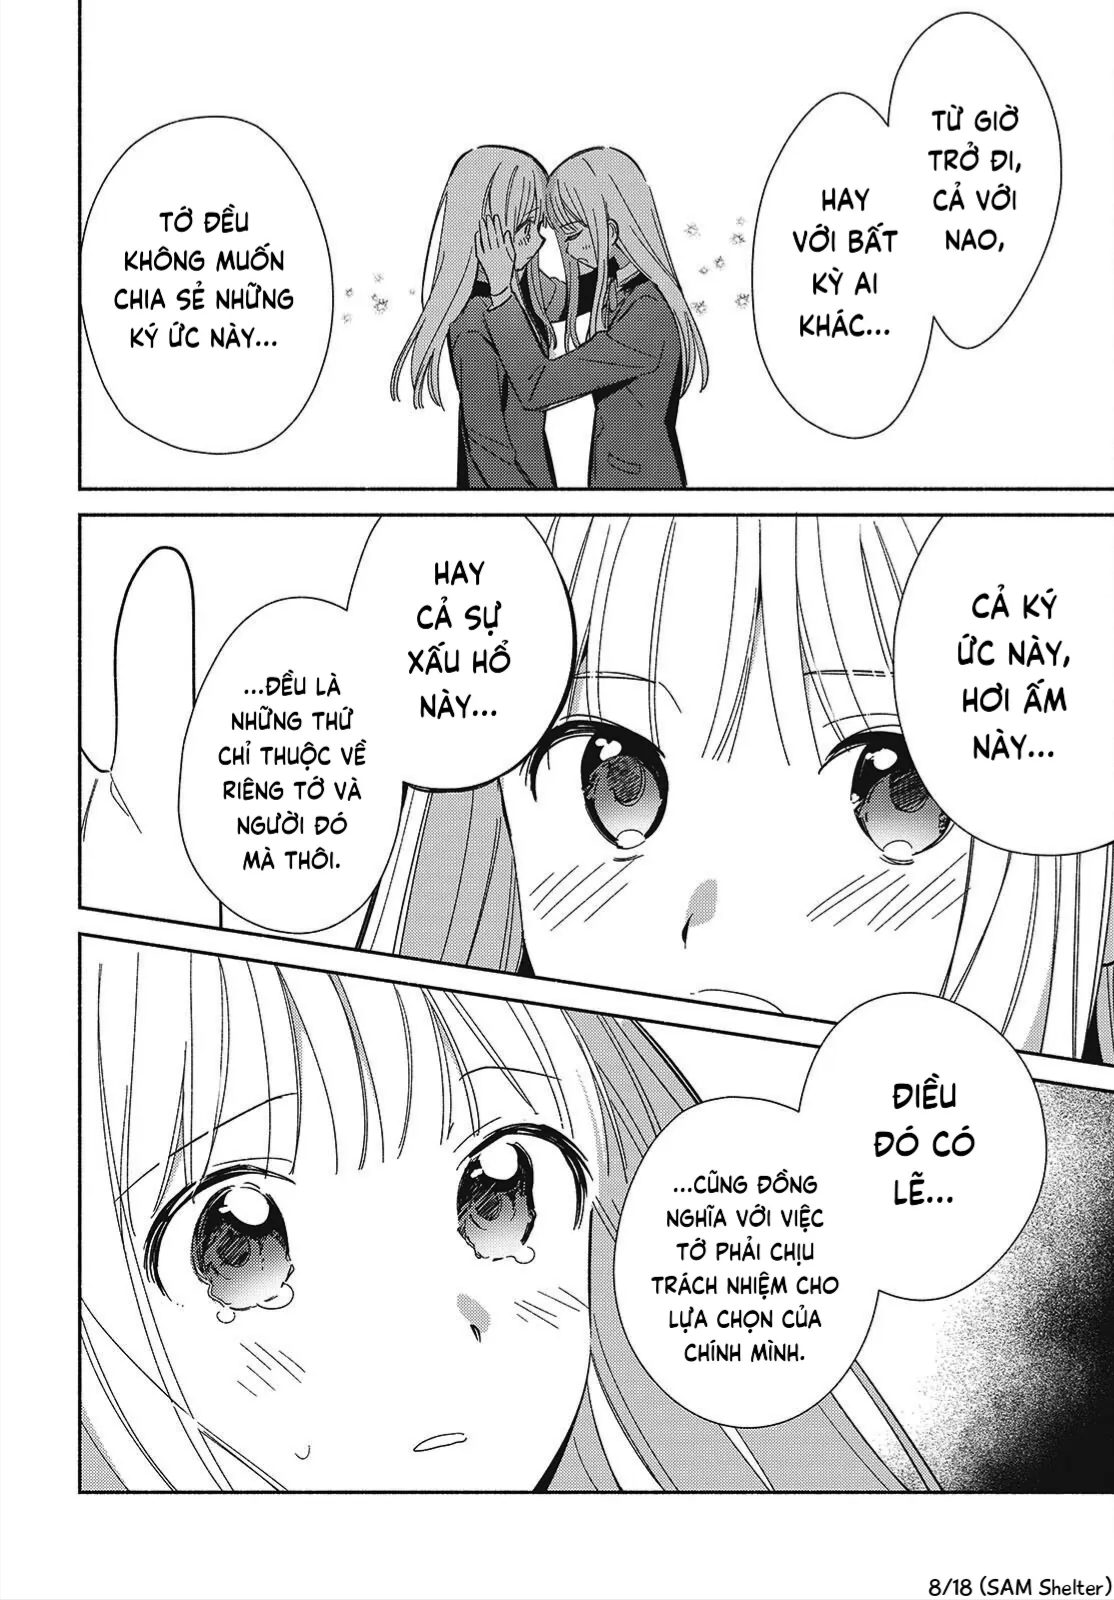 TỪ GIỜ
TRỞ ĐI,
CẢ VỚI
NAO,
HAY
VỚI BẤT
KỲ AI
KHÁC...
TỚ ĐỀU
KHÔNG MUỐN
CHIA SẺ NHỮNG
KÝ ỨC NÀY...
CẢ KÝ
ỨC NÀY,
HƠI ẤM
NÀY...
HAY
CẢ SỰ
XẤU HỔ
NÀY...
...ĐỀU LÀ
NHỮNG THỨ
CHỈ THUỘC VỀ
RIÊNG TỚ VÀ
NGƯỜI ĐÓ
MÀ THÔI.
ĐIỀU
ĐÓ CÓ
LẼ...
...CŨNG ĐỒNG
NGHĨA VỚI VIỆC
TỚ PHẢI CHỊU
TRÁCH NHIỆM CHO
LỰA CHỌN CỦA
CHÍNH MÌNH.
8/18 (SAM Shelter)